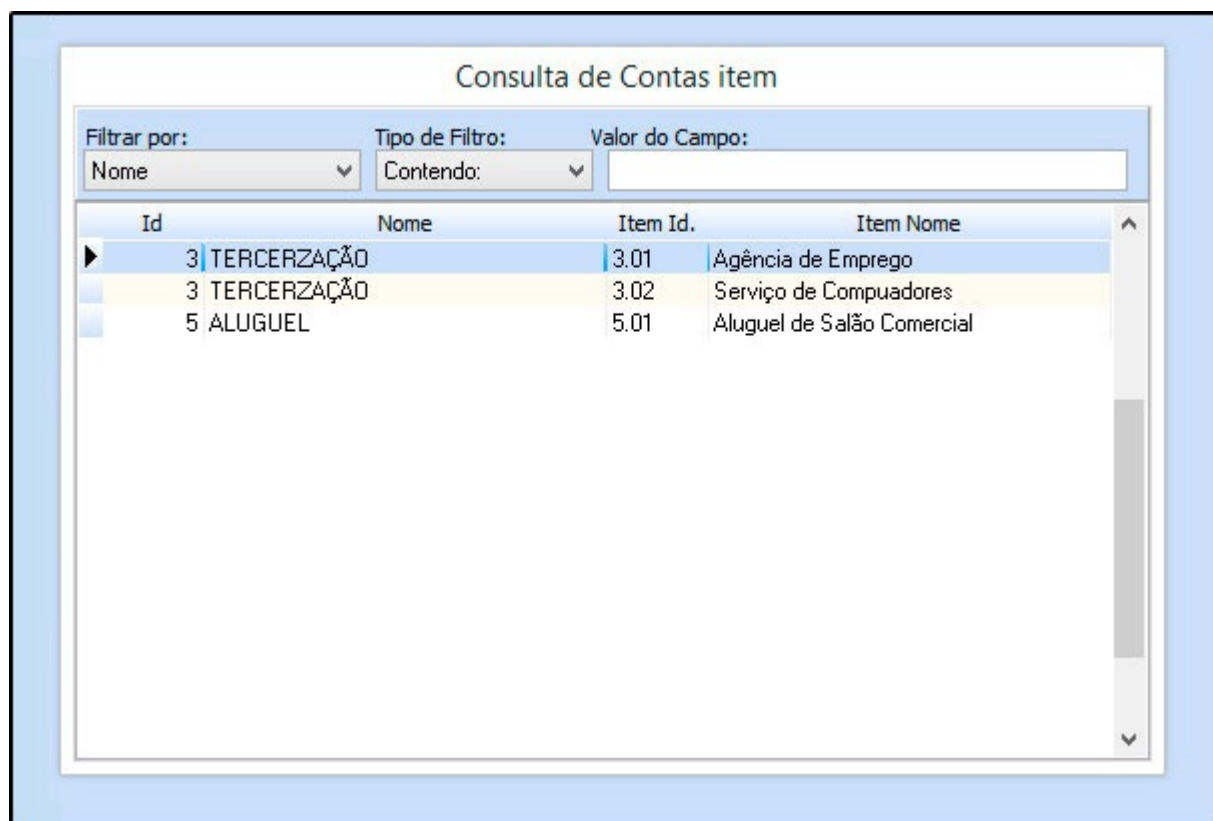 Consulta de Contas item
Filtrar por: Tipo de Filtro: Valor do Campo:
Nome Contendo:
Id Nome Item Id. Item Nome
3 TERCERZAÇÃO 3.01 Agência de Emprego
3 TERCERZAÇÃO 3.02 Serviço de Compuadores
5 ALUGUEL 5.01 Aluguel de Salão Comercial